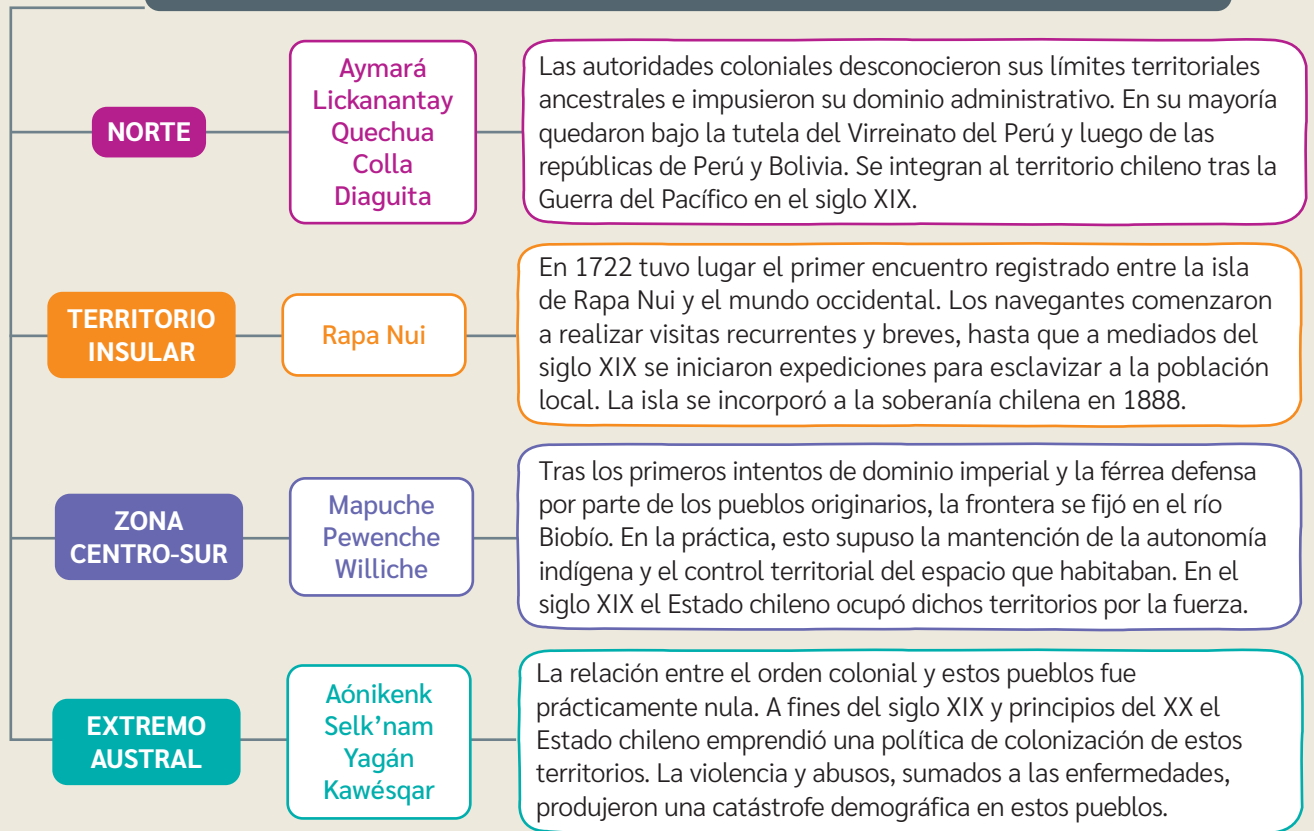 NORTE
Aymará
Lickanantay
Quechua
Colla
Diaguita
Las autoridades coloniales desconocieron sus límites territoriales
ancestrales e impusieron su dominio administrativo. En su mayoría
quedaron bajo la tutela del Virreinato del Perú y luego de las
repúblicas de Perú y Bolivia. Se integran al territorio chileno tras la
Guerra del Pacífico en el siglo XIX.
TERRITORIO
INSULAR
Rapa Nui
En 1722 tuvo lugar el primer encuentro registrado entre la isla
de Rapa Nui y el mundo occidental. Los navegantes comenzaron
a realizar visitas recurrentes y breves, hasta que a mediados del
siglo XIX se iniciaron expediciones para esclavizar a la población
local. La isla se incorporó a la soberanía chilena en 1888.
ZONA
CENTRO-SUR
Mapuche
Pewenche
Williche
Tras los primeros intentos de dominio imperial y la férrea defensa
por parte de los pueblos originarios, la frontera se fijó en el río
Biobío. En la práctica, esto supuso la mantención de la autonomía
indígena y el control territorial del espacio que habitaban. En el
siglo XIX el Estado chileno ocupó dichos territorios por la fuerza.
EXTREMO
AUSTRAL
Aónikenk
Selk’nam
Yagán
Kawésqar
La relación entre el orden colonial y estos pueblos fue
prácticamente nula. A fines del siglo XIX y principios del XX el
Estado chileno emprendió una política de colonización de estos
territorios. La violencia y abusos, sumados a las enfermedades,
produjeron una catástrofe demográfica en estos pueblos.